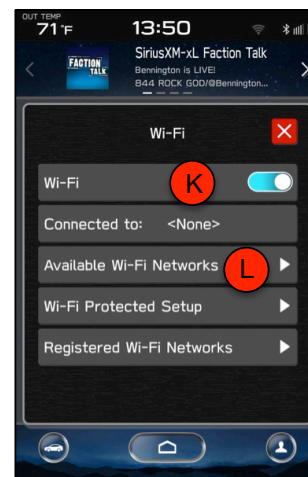 OUT TEMP
71°F
13:50
SiriusXM-xL Faction Talk
FACTION
TALK
Bennington is LIVE!
844 ROCK GOD/@Bennington...
Wi-Fi
Wi-Fi
K
Connected to: <None>
Available Wi-Fi Networks
L
Wi-Fi Protected Setup
Registered Wi-Fi Networks